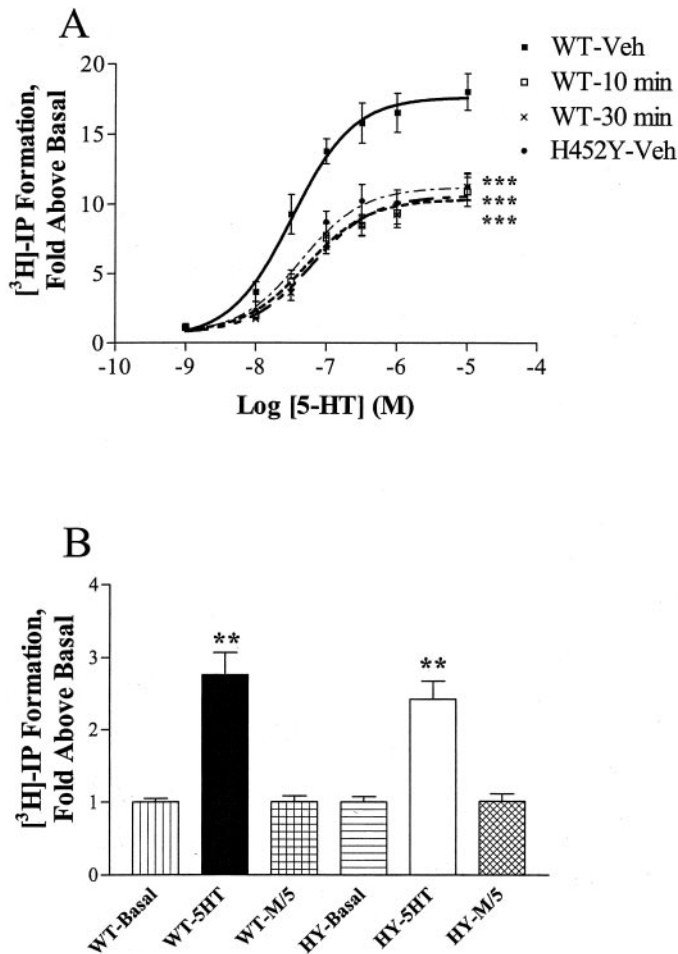 A
WT-Veh
WT-10 min
WT-30 min
H452Y-Veh
[³H]-IP Formation,
Fold Above Basal
20
15
10
5
0
***
***
***
-10 -9 -8 -7 -6 -5 -4
Log [5-HT] (M)
B
[³H]-IP Formation,
Fold Above Basal
4
3
2
1
0
**
**
WT-Basal
WT-5HT
WT-M/5
HY-Basal
HY-5HT
HY-M/5